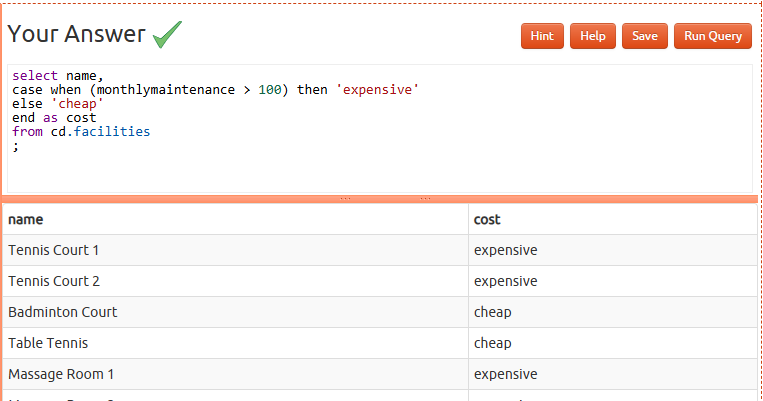 Your Answer
Hint Help Save Run Query
select name,
case when (monthlymaintenance > 100) then 'expensive'
else 'cheap'
end as cost
from cd.facilities
;
name cost
Tennis Court 1 expensive
Tennis Court 2 expensive
Badminton Court cheap
Table Tennis cheap
Massage Room 1 expensive